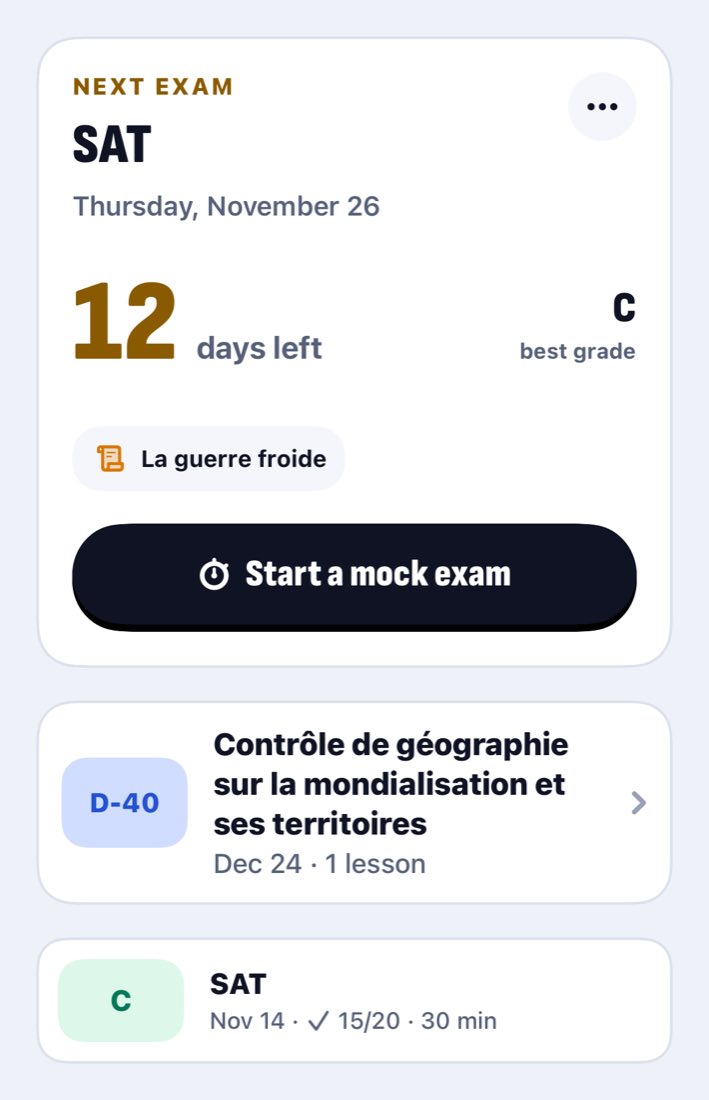 NEXT EXAM
SAT
Thursday, November 26
12 days left
C
best grade
La guerre froide
Start a mock exam
D-40
Contrôle de géographie
sur la mondialisation et
ses territoires
Dec 24 · 1 lesson
C
SAT
Nov 14 · ✓ 15/20 · 30 min